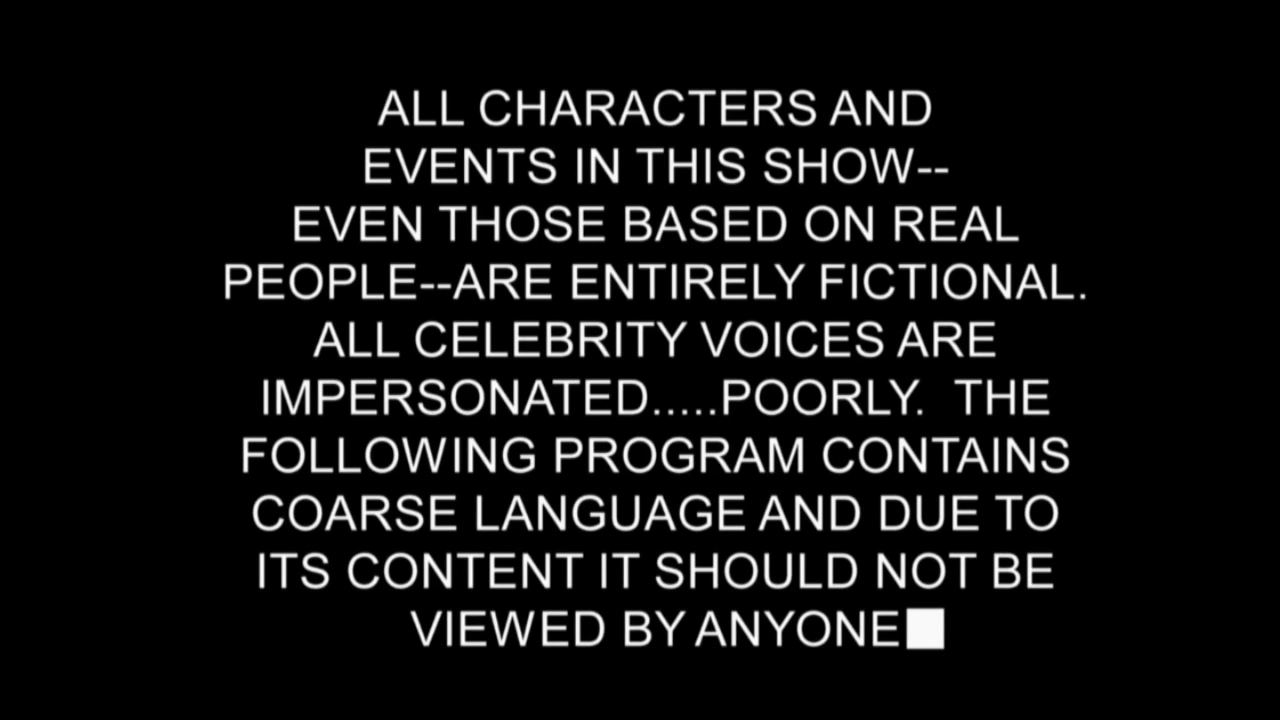 ALL CHARACTERS AND
EVENTS IN THIS SHOW--
EVEN THOSE BASED ON REAL
PEOPLE--ARE ENTIRELY FICTIONAL.
ALL CELEBRITY VOICES ARE
IMPERSONATED.....POORLY.  THE
FOLLOWING PROGRAM CONTAINS
COARSE LANGUAGE AND DUE TO
ITS CONTENT IT SHOULD NOT BE
VIEWED BY ANYONE